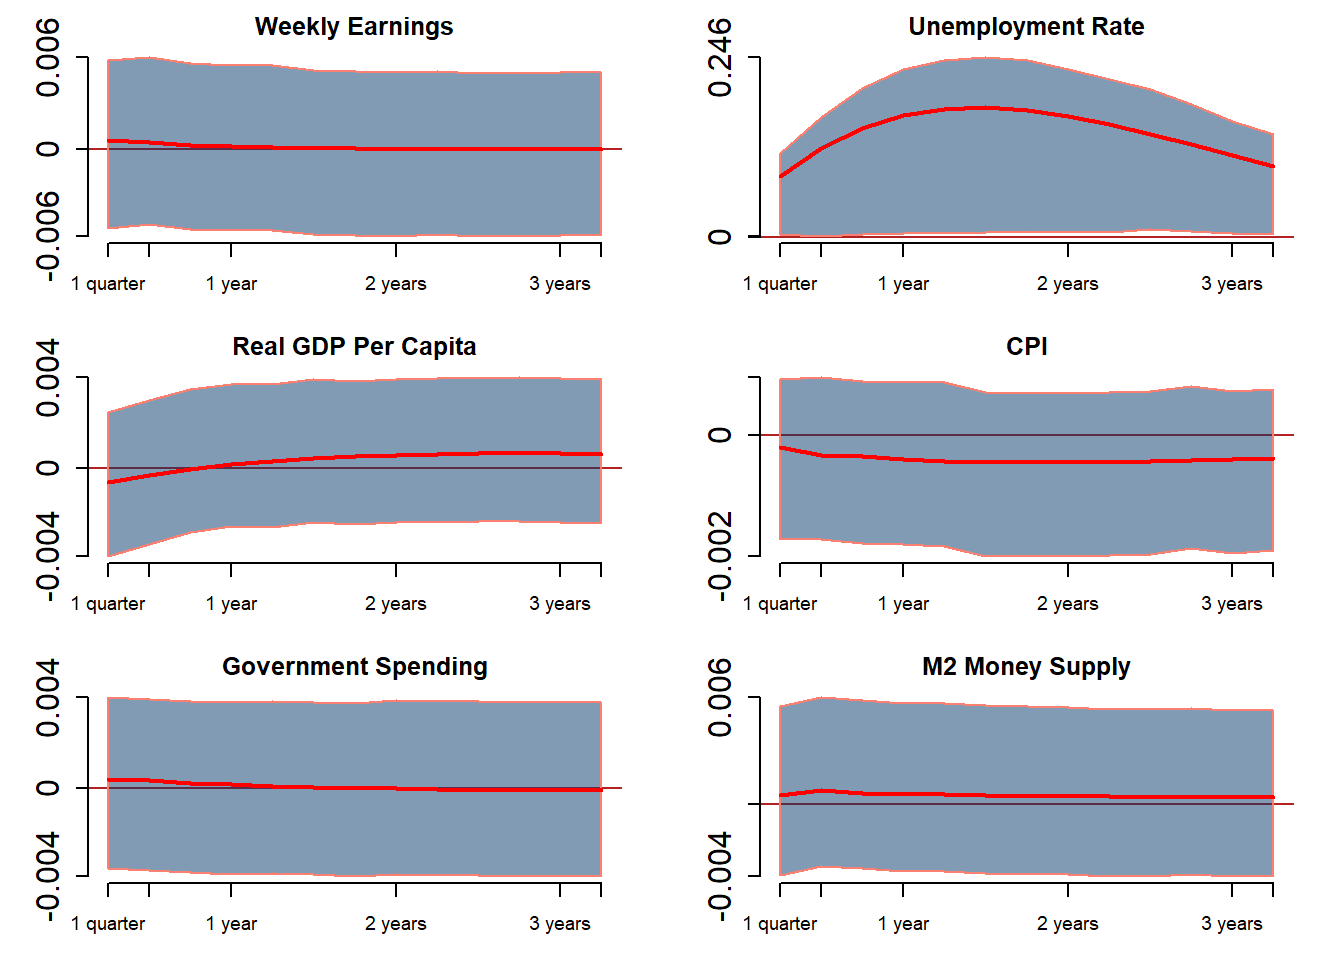 Weekly Earnings
0.006
0
-0.006
1 quarter 1 year 2 years 3 years
Unemployment Rate
0.246
0
1 quarter 1 year 2 years 3 years
Real GDP Per Capita
0.004
0
-0.004
1 quarter 1 year 2 years 3 years
CPI
0
-0.002
1 quarter 1 year 2 years 3 years
Government Spending
0.004
0
-0.004
1 quarter 1 year 2 years 3 years
M2 Money Supply
0.006
-0.004
1 quarter 1 year 2 years 3 years